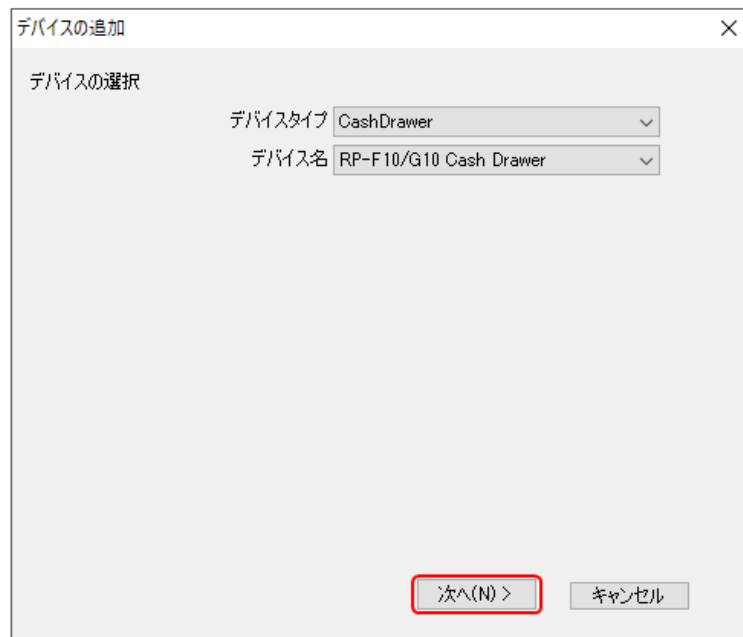 デバイスの追加
デバイスの選択
デバイスタイプ CashDrawer
デバイス名 RP-F10/G10 Cash Drawer
次へ(N) > キャンセル